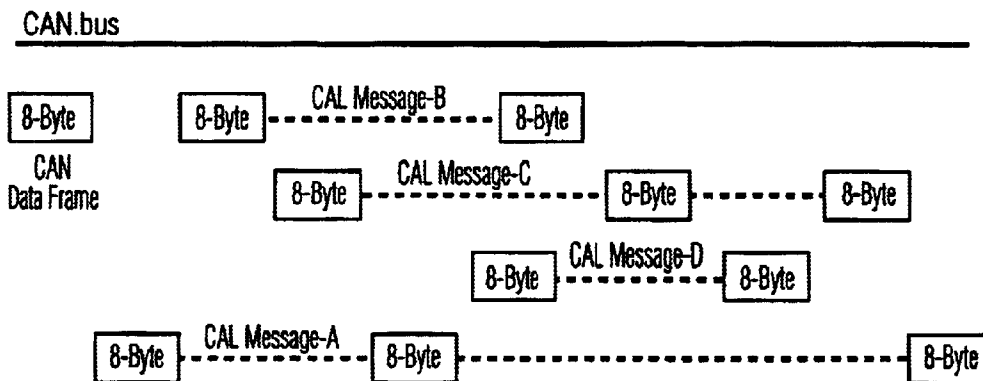 CAN.bus
8-Byte
CAN
Data Frame
8-Byte CAL Message-B 8-Byte
8-Byte CAL Message-C 8-Byte 8-Byte
8-Byte CAL Message-D 8-Byte
8-Byte CAL Message-A 8-Byte 8-Byte